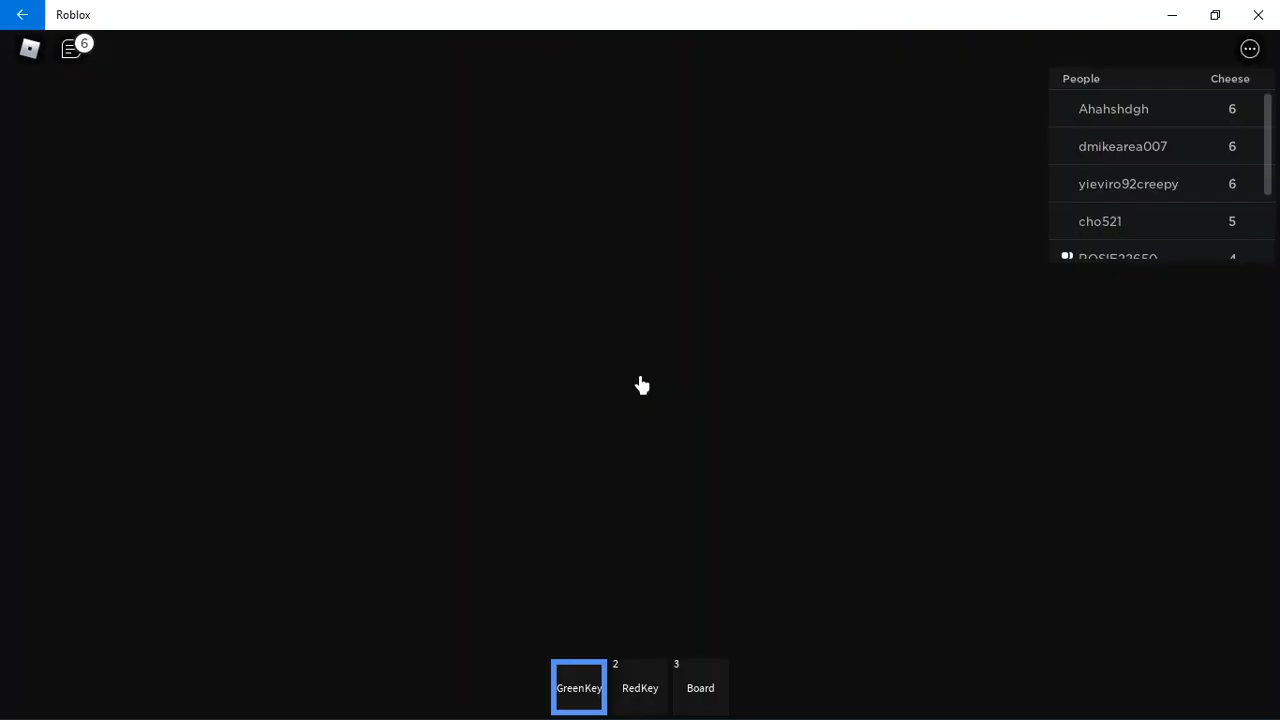 Roblox
6
People Cheese
Ahahshdgh 6
dmikearea007 6
yieviro92creepy 6
cho521 5
2 3
GreenKey RedKey Board